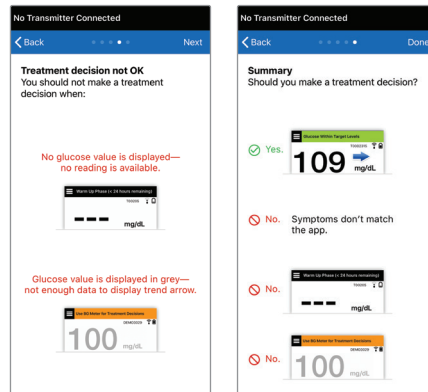 No Transmitter Connected
Back
Next
Treatment decision not OK
You should not make a treatment
decision when:
No glucose value is displayed—
no reading is available.
Warm Up Phase (< 24 hours remaining)
T00000
---
mg/dL
Glucose value is displayed in grey—
not enough data to display trend arrow.
Use BG Meter for Treatment Decisions
DEMO2029
100
mg/dL
No Transmitter Connected
Back
Done
Summary
Should you make a treatment decision?
Yes.
Glucose Within Target Levels
109
mg/dL
No.
Symptoms don't match
the app.
No.
Warm Up Phase (< 24 hours remaining)
T00000
---
mg/dL
No.
Use BG Meter for Treatment Decisions
DEMO2029
100
mg/dL